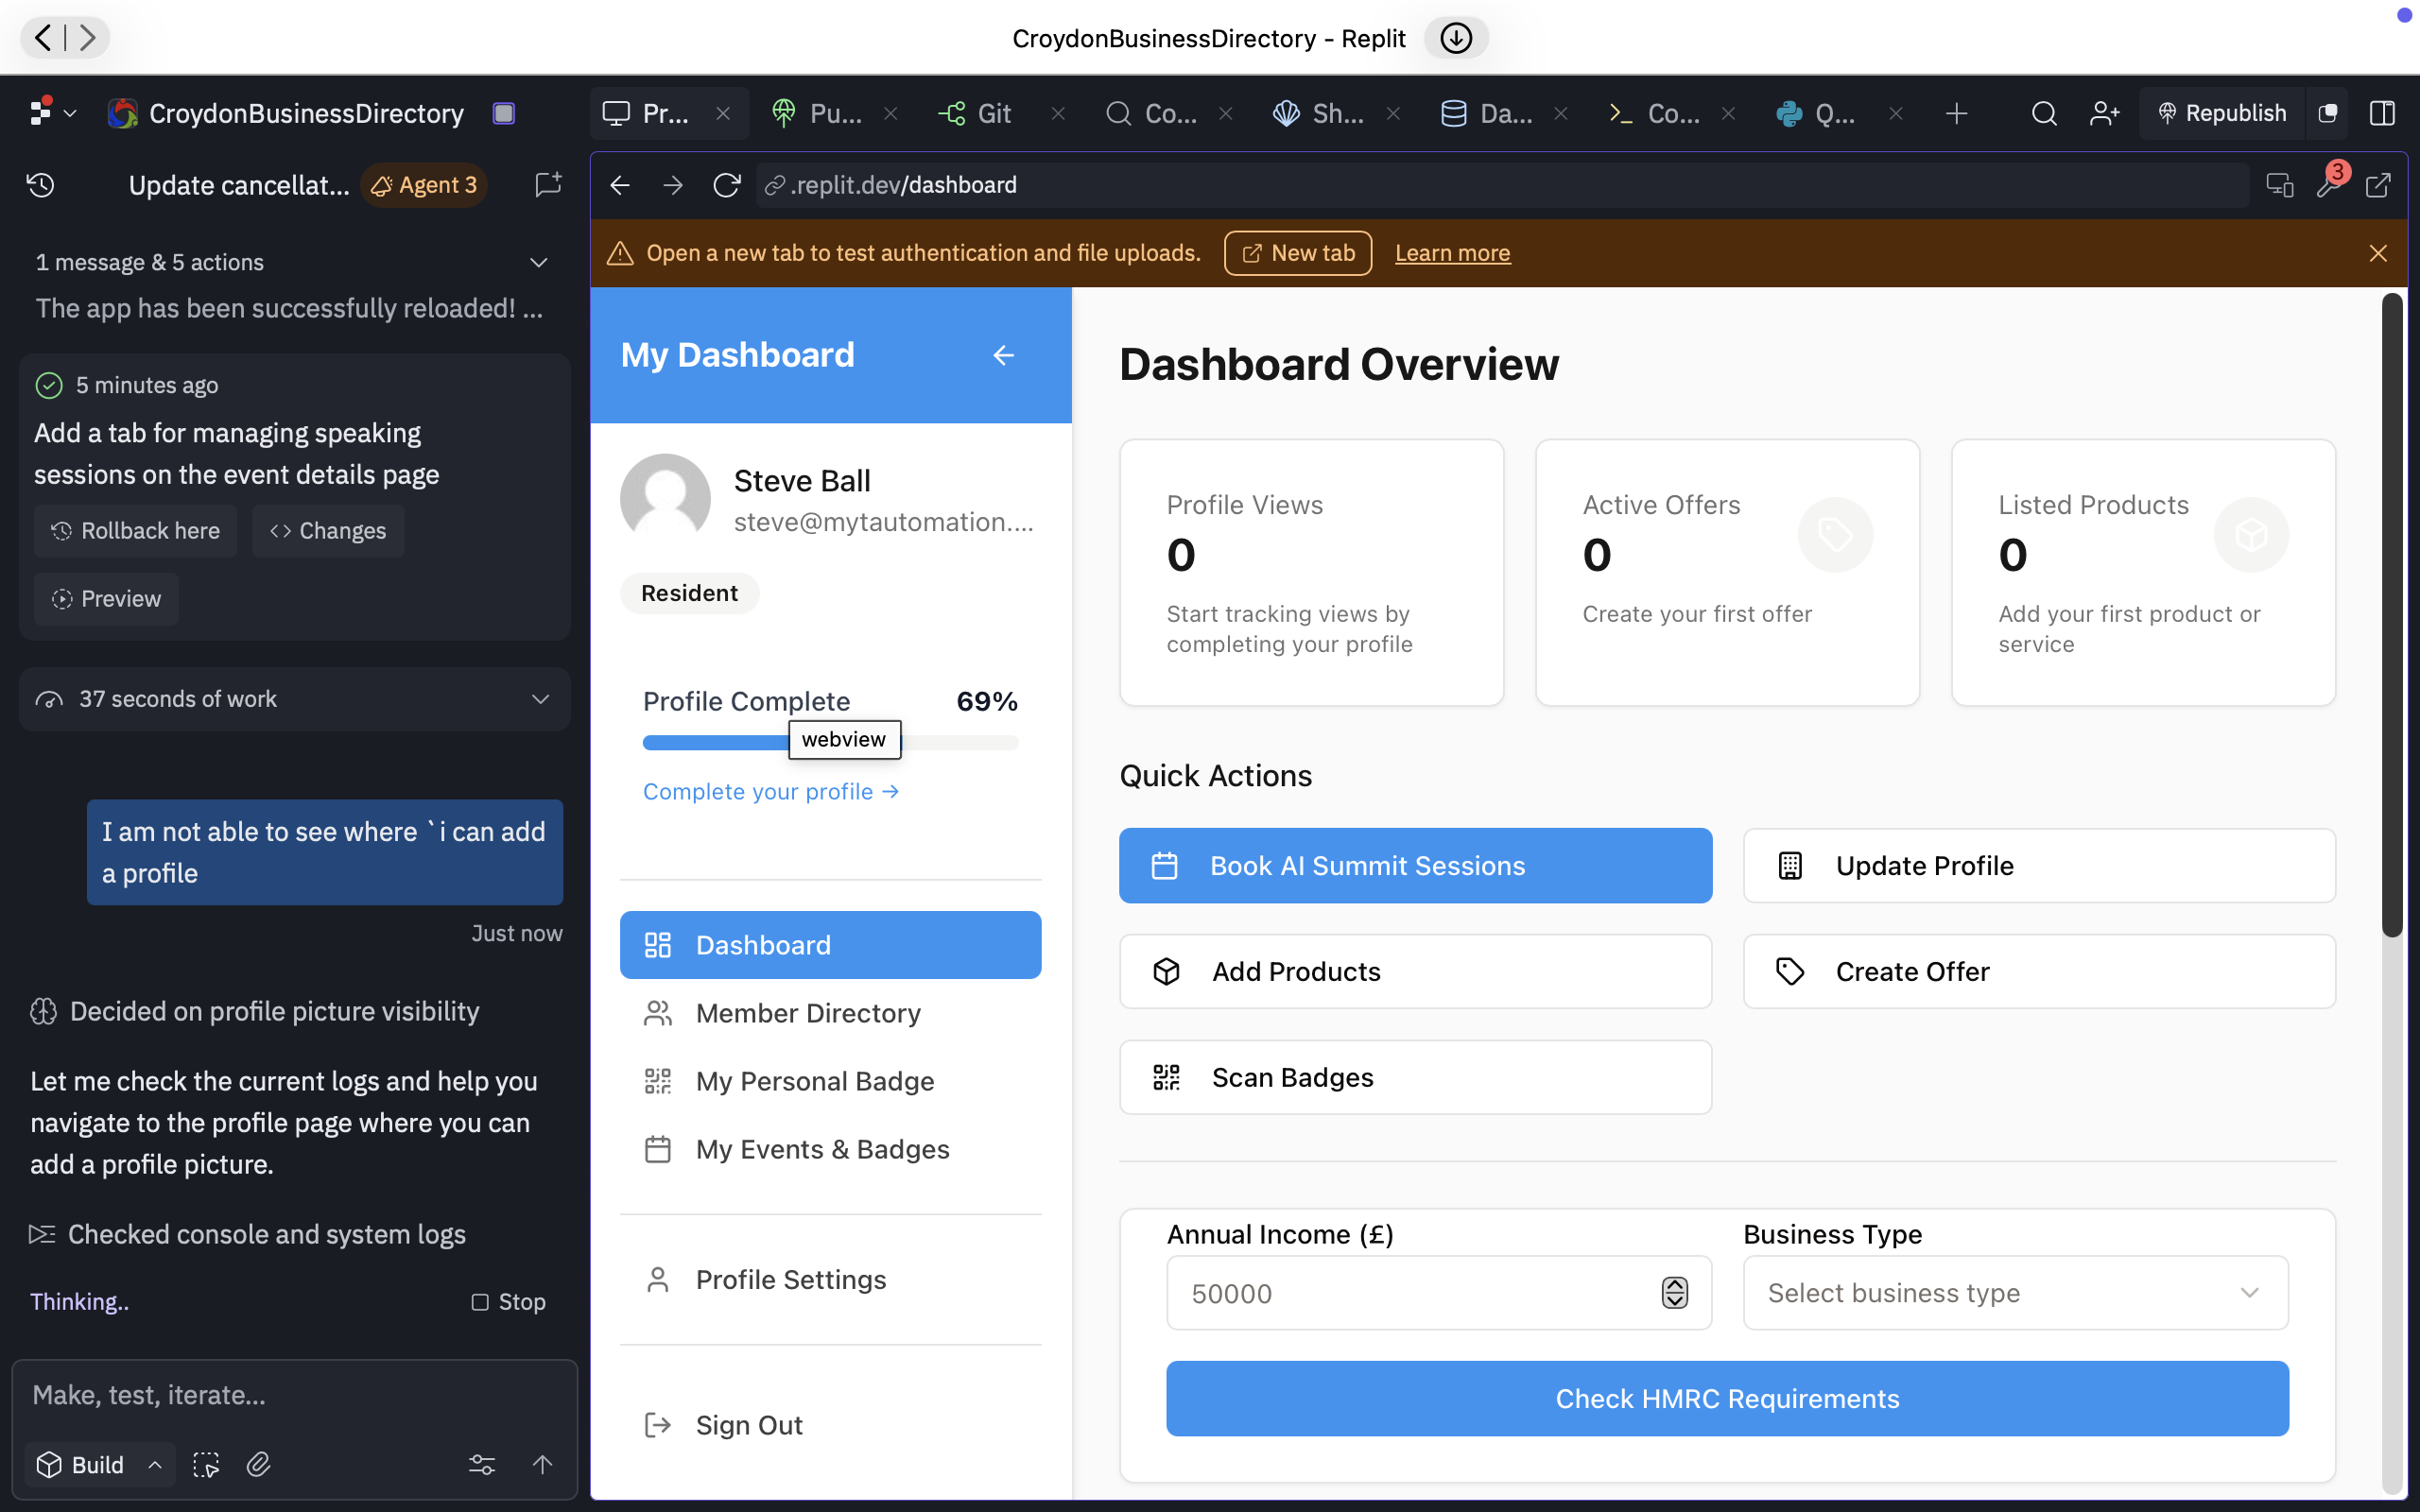 CroydonBusinessDirectory - Replit
CroydonBusinessDirectory
Pr...
Pu...
Git
Co...
Sh...
Da...
Co...
Q...
Republish
Update cancellat...
Agent 3
.replit.dev/dashboard
3
1 message & 5 actions
The app has been successfully reloaded! ...
5 minutes ago
Add a tab for managing speaking
sessions on the event details page
Rollback here
Changes
Preview
37 seconds of work
I am not able to see where `i can add
a profile
Just now
Decided on profile picture visibility
Let me check the current logs and help you
navigate to the profile page where you can
add a profile picture.
Checked console and system logs
Thinking..
Stop
Make, test, iterate...
Build
Open a new tab to test authentication and file uploads.
New tab
Learn more
My Dashboard
Steve Ball
steve@mytautomation....
Resident
Profile Complete
69%
webview
Complete your profile →
Dashboard
Member Directory
My Personal Badge
My Events & Badges
Profile Settings
Sign Out
Dashboard Overview
Profile Views
0
Start tracking views by
completing your profile
Active Offers
0
Create your first offer
Listed Products
0
Add your first product or
service
Quick Actions
Book AI Summit Sessions
Update Profile
Add Products
Create Offer
Scan Badges
Annual Income (£)
Business Type
50000
Select business type
Check HMRC Requirements